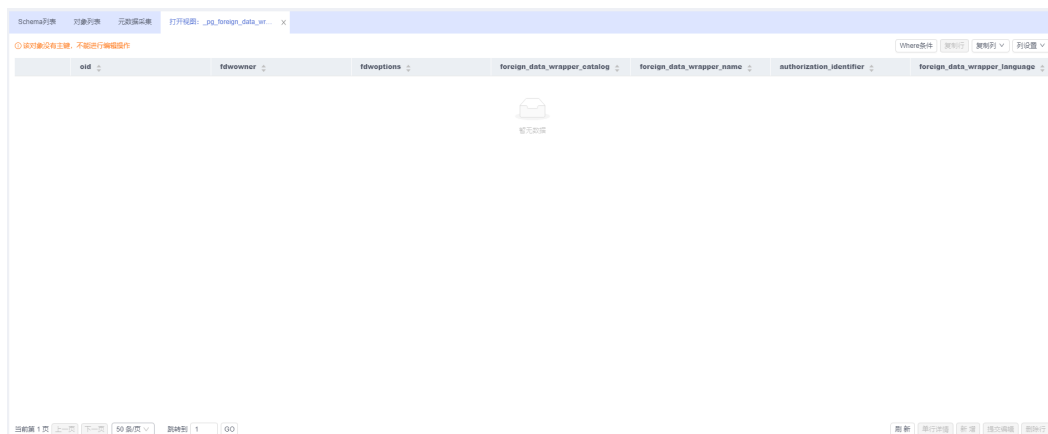 Schema列表 对象列表 元数据采集 打开视图：_pg_foreign_data_wr... ×
该对象没有主键，不能进行编辑操作 Where条件 复制行 复制列 列设置
oid fdwowner fdwoptions foreign_data_wrapper_catalog foreign_data_wrapper_name authorization_identifier foreign_data_wrapper_language
暂无数据
当前第 1 页 上一页 下一页 50 条/页 跳转到 1 GO 刷 新 单行详情 新 增 提交编辑 删除行